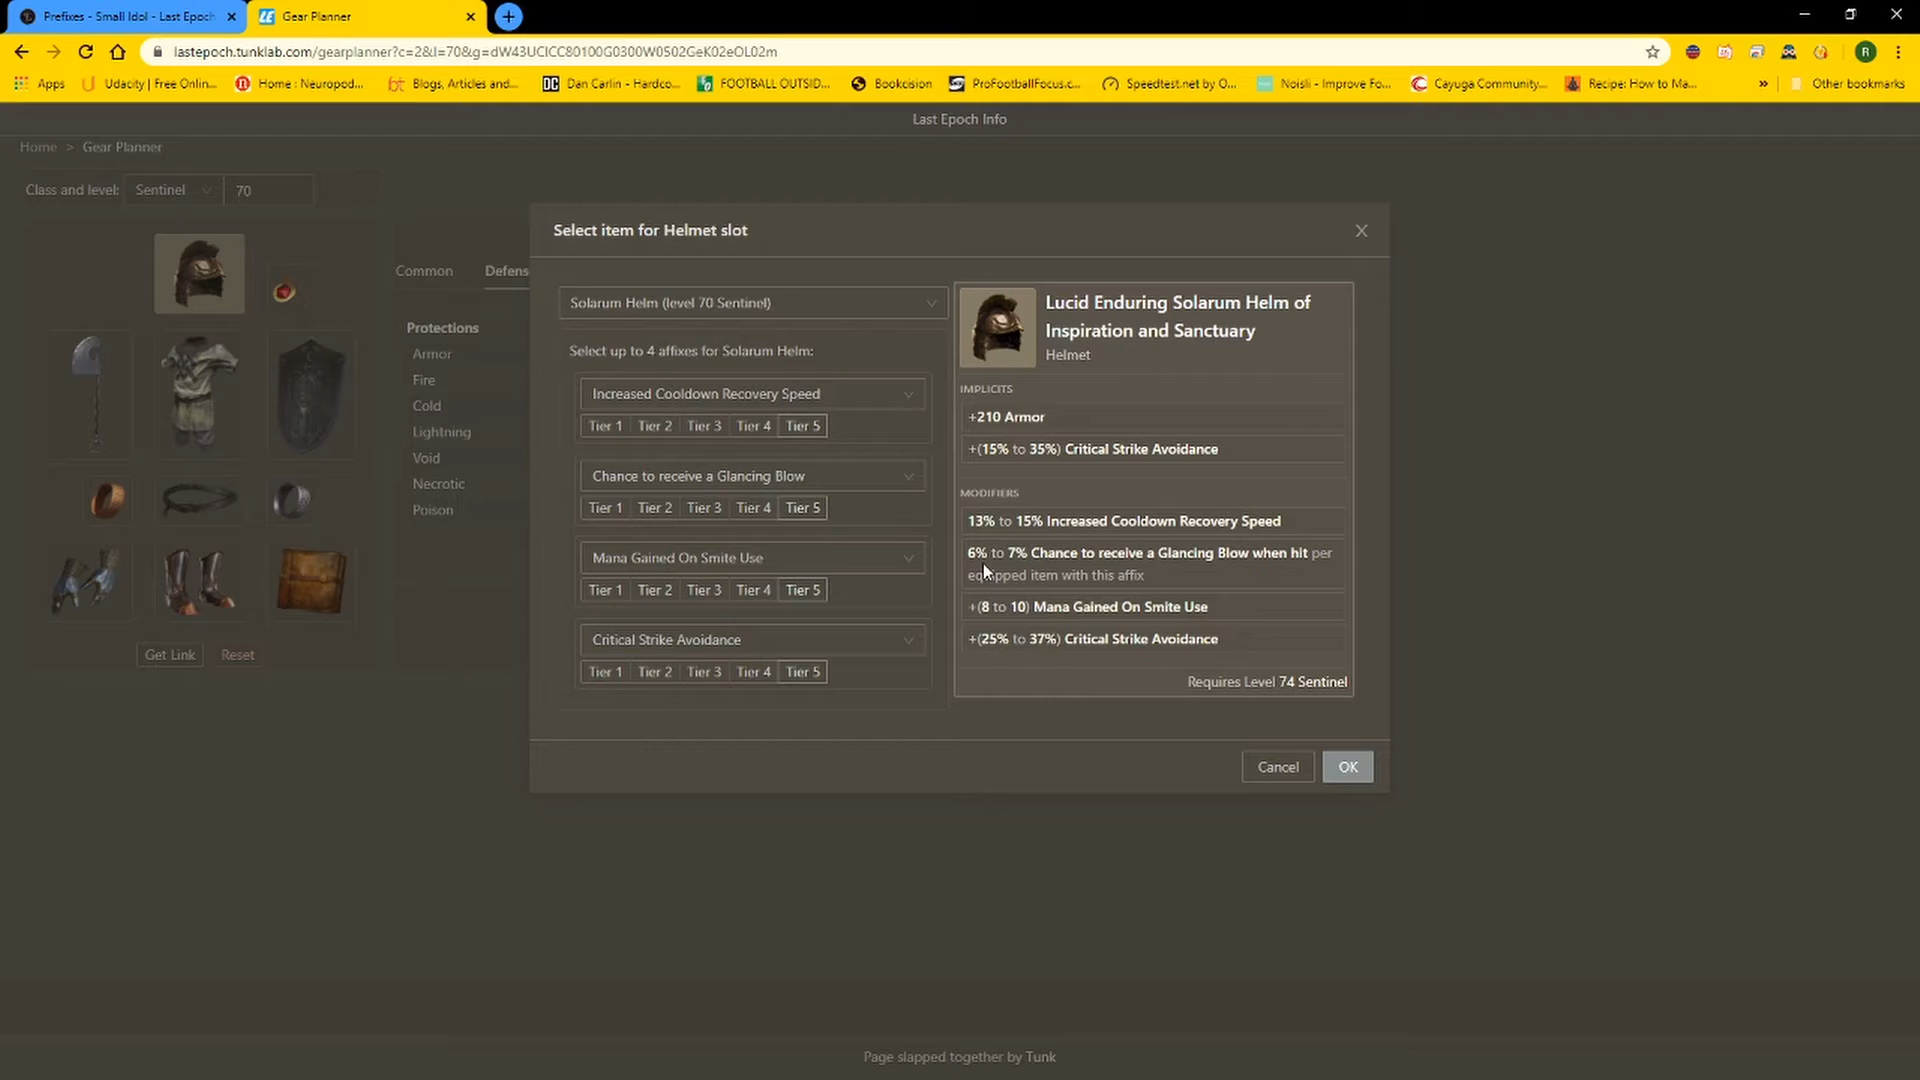 Prefixes - Small Idol - Last Epoch
Gear Planner
lastepoch.tunklab.com/gearplanner?c=2&l=70&g=dW43UCICC80100G0300W0502GeK02eOL02m
R
Apps
Udacity | Free Onlin...
Home : Neuropod...
Blogs, Articles and...
Dan Carlin - Hardco...
FOOTBALL OUTSID...
Bookcision
ProFootballFocus.c...
Speedtest.net by O...
Noisli - Improve Fo...
Cayuga Community...
Recipe: How to Ma...
»
Other bookmarks
Last Epoch Info
Home > Gear Planner
Class and level: Sentinel 70
Common
Defens
Protections
Armor
Fire
Cold
Lightning
Void
Necrotic
Poison
Get Link
Reset
Select item for Helmet slot
Solarum Helm (level 70 Sentinel)
Select up to 4 affixes for Solarum Helm:
Increased Cooldown Recovery Speed
Tier 1 Tier 2 Tier 3 Tier 4 Tier 5
Chance to receive a Glancing Blow
Tier 1 Tier 2 Tier 3 Tier 4 Tier 5
Mana Gained On Smite Use
Tier 1 Tier 2 Tier 3 Tier 4 Tier 5
Critical Strike Avoidance
Tier 1 Tier 2 Tier 3 Tier 4 Tier 5
Lucid Enduring Solarum Helm of
Inspiration and Sanctuary
Helmet
IMPLICITS
+210 Armor
+(15% to 35%) Critical Strike Avoidance
MODIFIERS
13% to 15% Increased Cooldown Recovery Speed
6% to 7% Chance to receive a Glancing Blow when hit per
equipped item with this affix
+(8 to 10) Mana Gained On Smite Use
+(25% to 37%) Critical Strike Avoidance
Requires Level 74 Sentinel
Cancel
OK
Page slapped together by Tunk